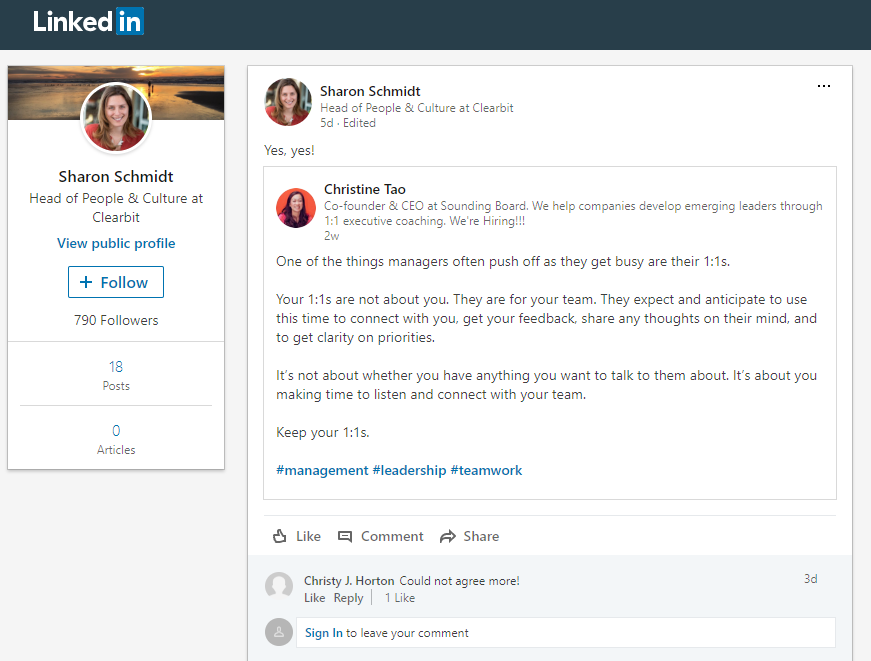 Linked in
Sharon Schmidt
Head of People & Culture at
Clearbit
View public profile
+ Follow
790 Followers
18
Posts
0
Articles
Sharon Schmidt
Head of People & Culture at Clearbit
5d · Edited
...
Yes, yes!
Christine Tao
Co-founder & CEO at Sounding Board. We help companies develop emerging leaders through
1:1 executive coaching. We're Hiring!!!
2w
One of the things managers often push off as they get busy are their 1:1s.
Your 1:1s are not about you. They are for your team. They expect and anticipate to use
this time to connect with you, get your feedback, share any thoughts on their mind, and
to get clarity on priorities.
It's not about whether you have anything you want to talk to them about. It's about you
making time to listen and connect with your team.
Keep your 1:1s.
#management #leadership #teamwork
Like Comment Share
Christy J. Horton Could not agree more! 3d
Like Reply | 1 Like
Sign In to leave your comment